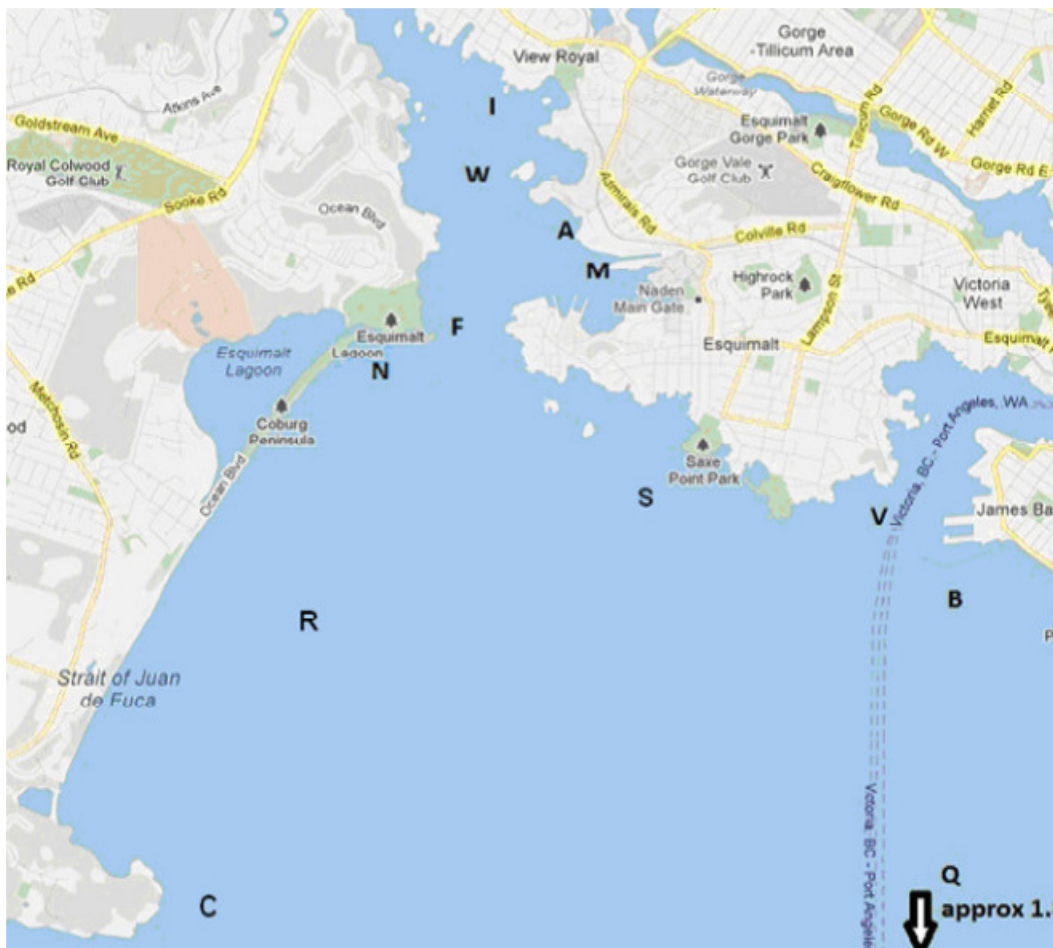 View Royal
Gorge
-Tillicum Area
Gorge
Waterway
Tillicum Rd
Harriet Rd
Atkins Ave
I
Goldstream Ave
Esquimalt
Gorge Park
Gorge Rd W
Gorge Rd E
Royal Colwood
Golf Club
Sooke Rd
W
Admirals Rd
Gorge Vale
Golf Club
Craigflower Rd
Ocean Blvd
A
Colville Rd
M
Naden
Main Gate
Highrock
Park
Lampson St
Victoria
West
Esquimalt
F
Esquimalt
Lagoon
Esquimalt
Lagoon
N
Esquimalt
Metchosin Rd
Coburg
Peninsula
Ocean Blvd
Saxe
Point Park
S
V
Victoria, BC - Port Angeles, WA
James Ba
B
R
Strait of Juan
de Fuca
Victoria, BC - Port Angele
C
Q
approx 1.